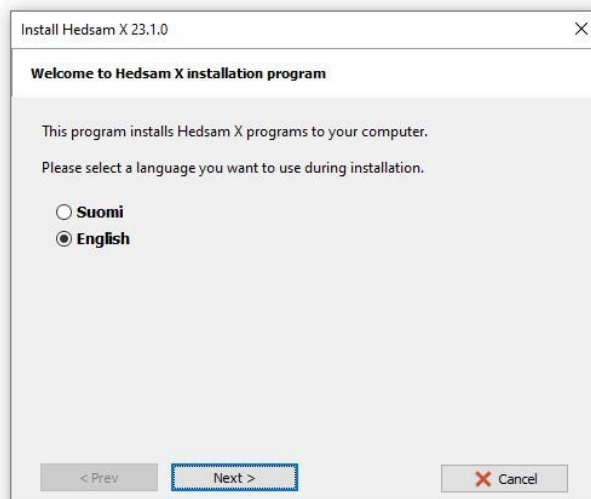 Install Hedsam X 23.1.0
Welcome to Hedsam X installation program
This program installs Hedsam X programs to your computer.
Please select a language you want to use during installation.
Suomi
English
< Prev Next > Cancel